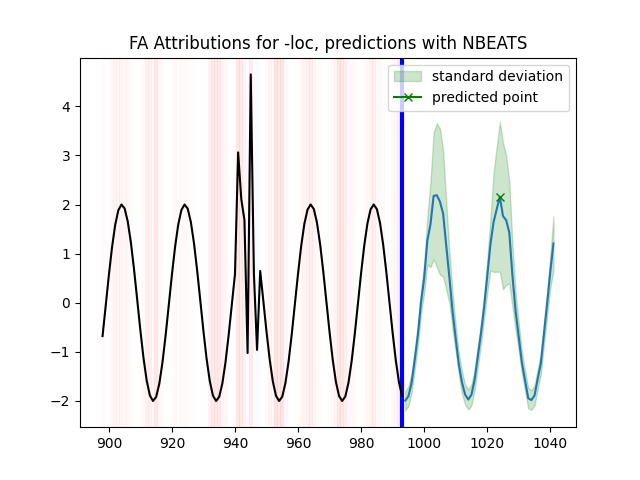 FA Attributions for -loc, predictions with NBEATS
standard deviation
predicted point
4
3
2
1
0
−1
−2
900 920 940 960 980 1000 1020 1040